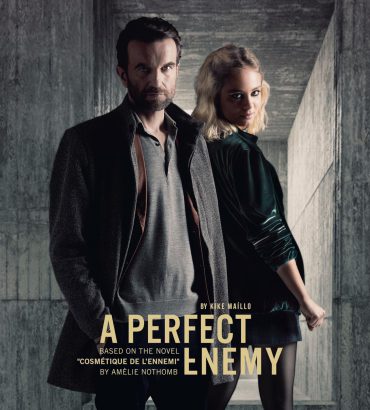 BY KIKE MAÍLLO
A PERFECT
ENEMY
BASED ON THE NOVEL
"COSMÉTIQUE DE L'ENNEMI"
BY AMÉLIE NOTHOMB